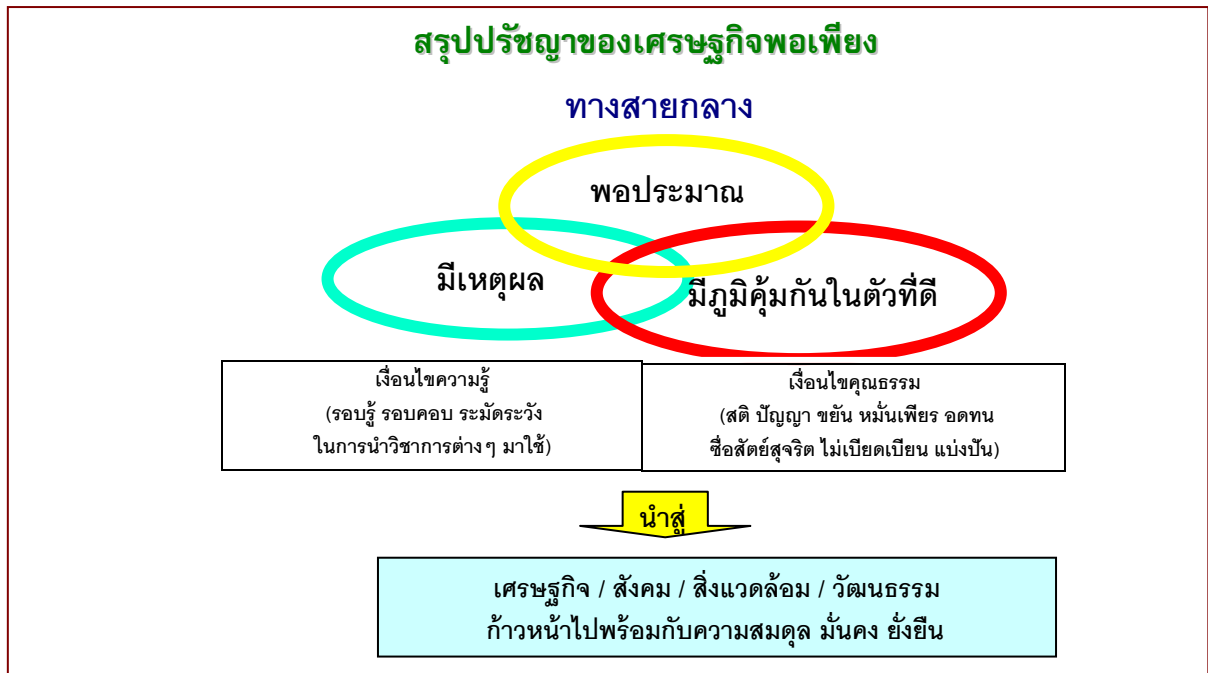 สรุปปรัชญาของเศรษฐกิจพอเพียง
ทางสายกลาง
พอประมาณ
มีเหตุผล
มีภูมิคุ้มกันในตัวที่ดี
เงื่อนไขความรู้
(รอบรู้ รอบคอบ ระมัดระวัง
ในการนำวิชาการต่างๆ มาใช้)
เงื่อนไขคุณธรรม
(สติ ปัญญา ขยัน หมั่นเพียร อดทน
ซื่อสัตย์สุจริต ไม่เบียดเบียน แบ่งปัน)
นำสู่
เศรษฐกิจ / สังคม / สิ่งแวดล้อม / วัฒนธรรม
ก้าวหน้าไปพร้อมกับความสมดุล มั่นคง ยั่งยืน